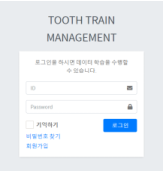 TOOTH TRAIN
MANAGEMENT
로그인을 하시면 데이터 학습을 수행할
수 있습니다.
ID
Password
기억하기
로그인
비밀번호 찾기
회원가입